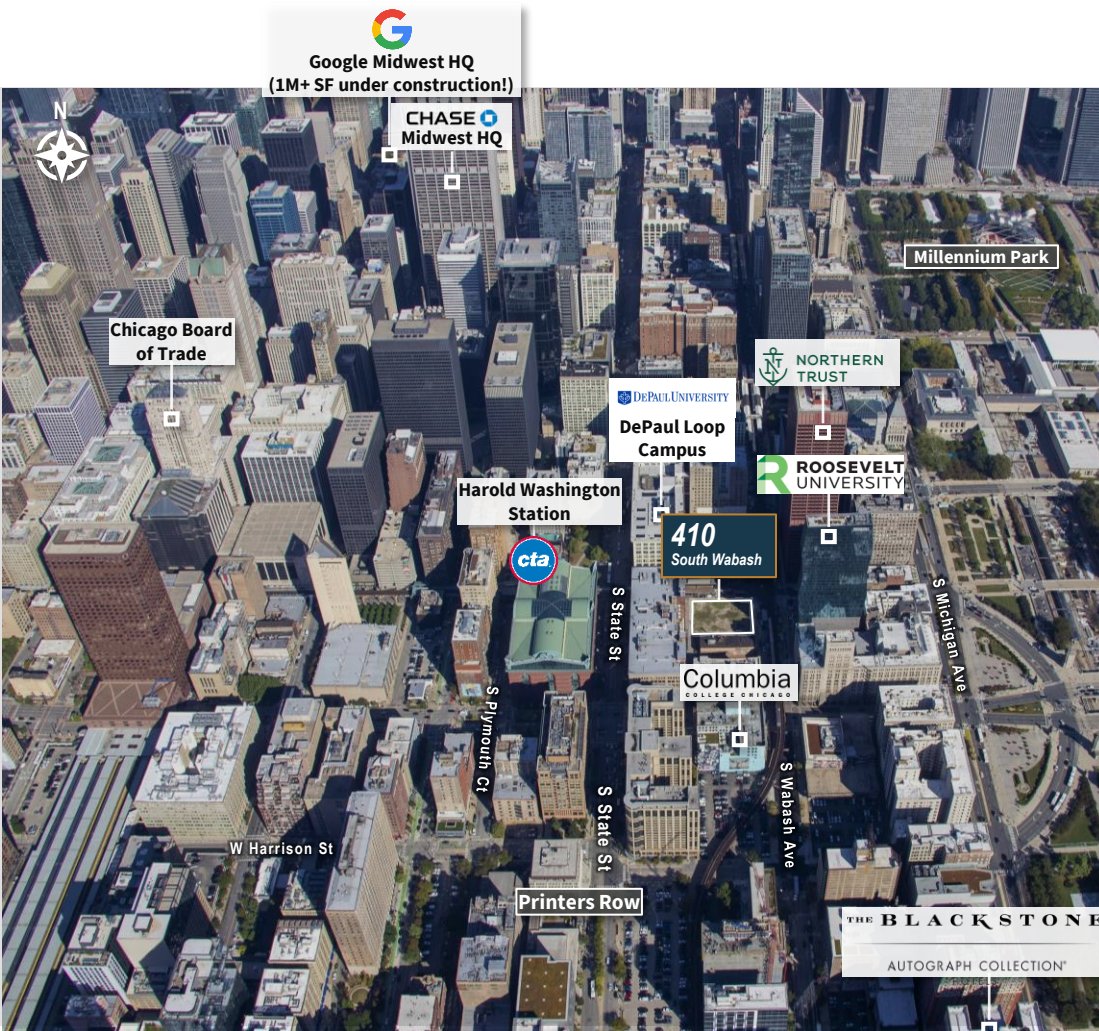 Google Midwest HQ
(1M+ SF under construction!)
N
CHASE
Midwest HQ
Millennium Park
Chicago Board
of Trade
NT
NORTHERN
TRUST
DEPAUL UNIVERSITY
DePaul Loop
Campus
R ROOSEVELT
UNIVERSITY
Harold Washington
Station
410
South Wabash
cta
S State St
S Michigan Ave
Columbia
COLLEGE CHICAGO
S Plymouth Ct
S Wabash Ave
S State St
W Harrison St
Printers Row
THE BLACKSTONE
AUTOGRAPH COLLECTION®